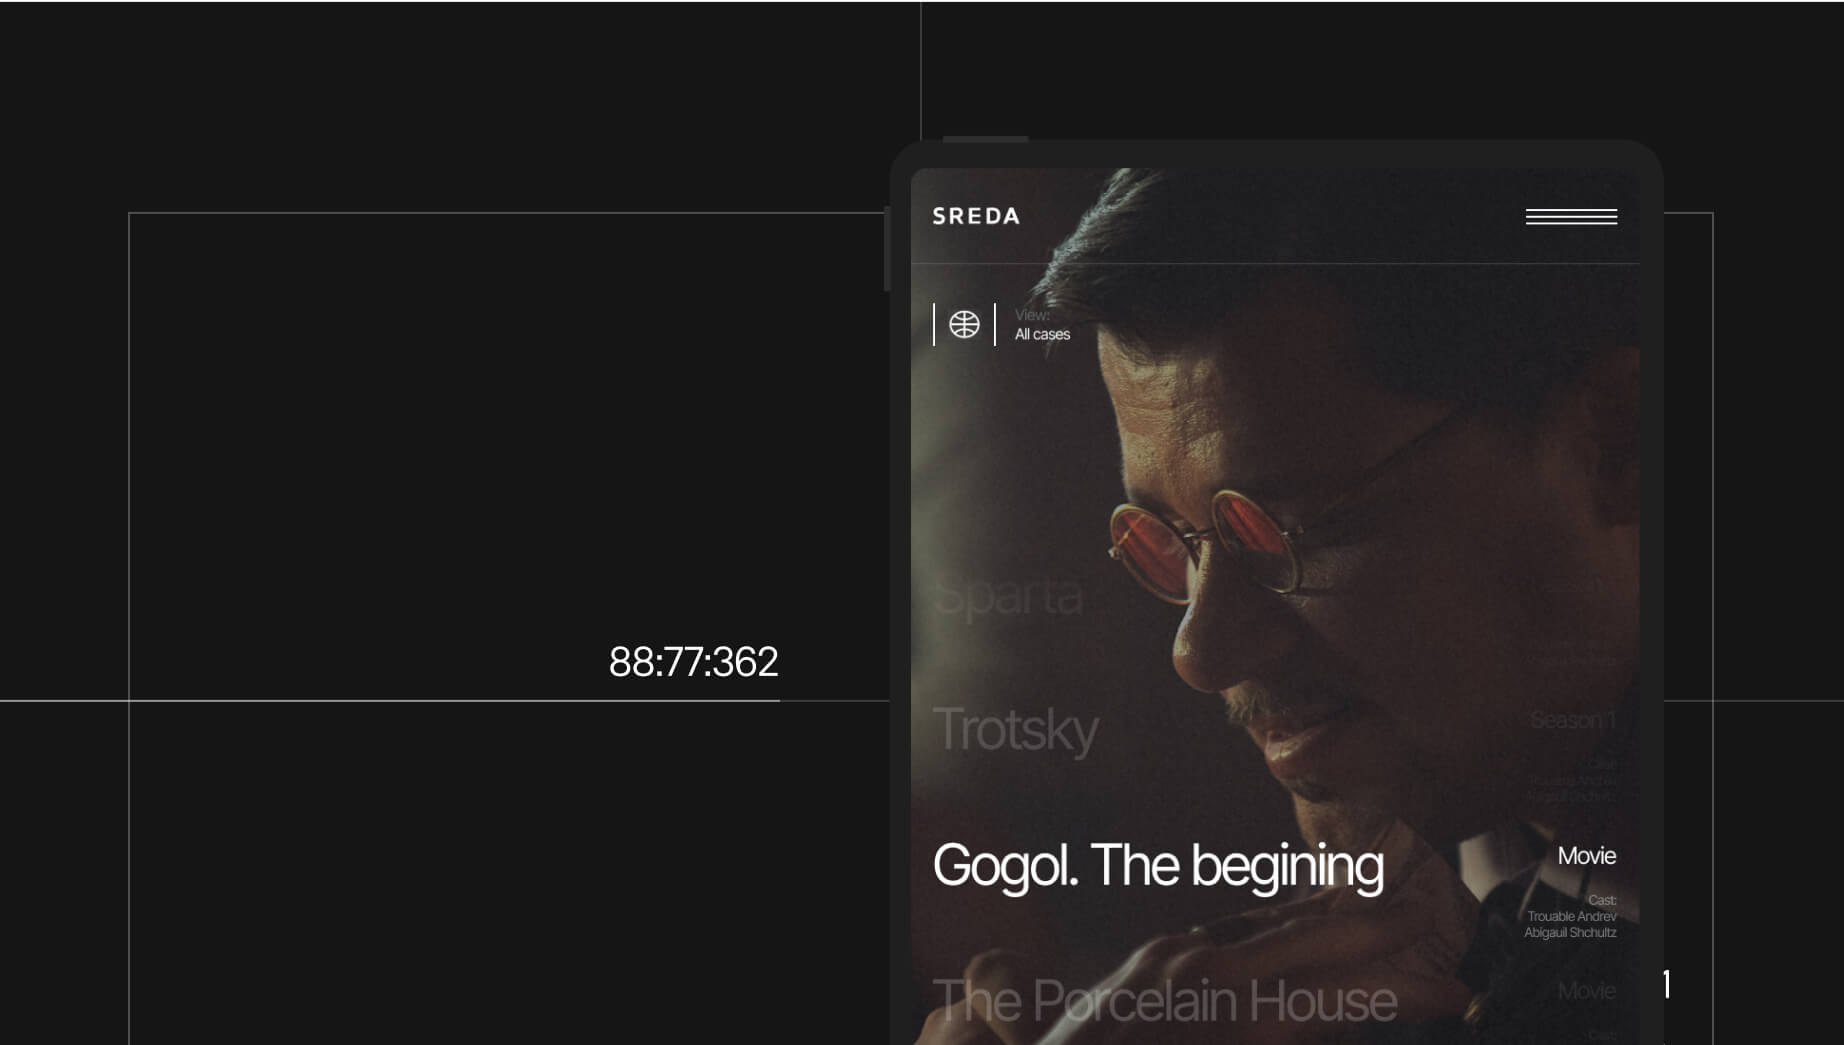 SREDA
View:
All cases
Sparta
88:77:362
Trotsky
Season 1
Cast:
Trouable Andrev
Abigauil Shchultz
Gogol. The begining
Movie
Cast:
Trouable Andrev
Abigauil Shchultz
The Porcelain House
Movie
Cast:
1